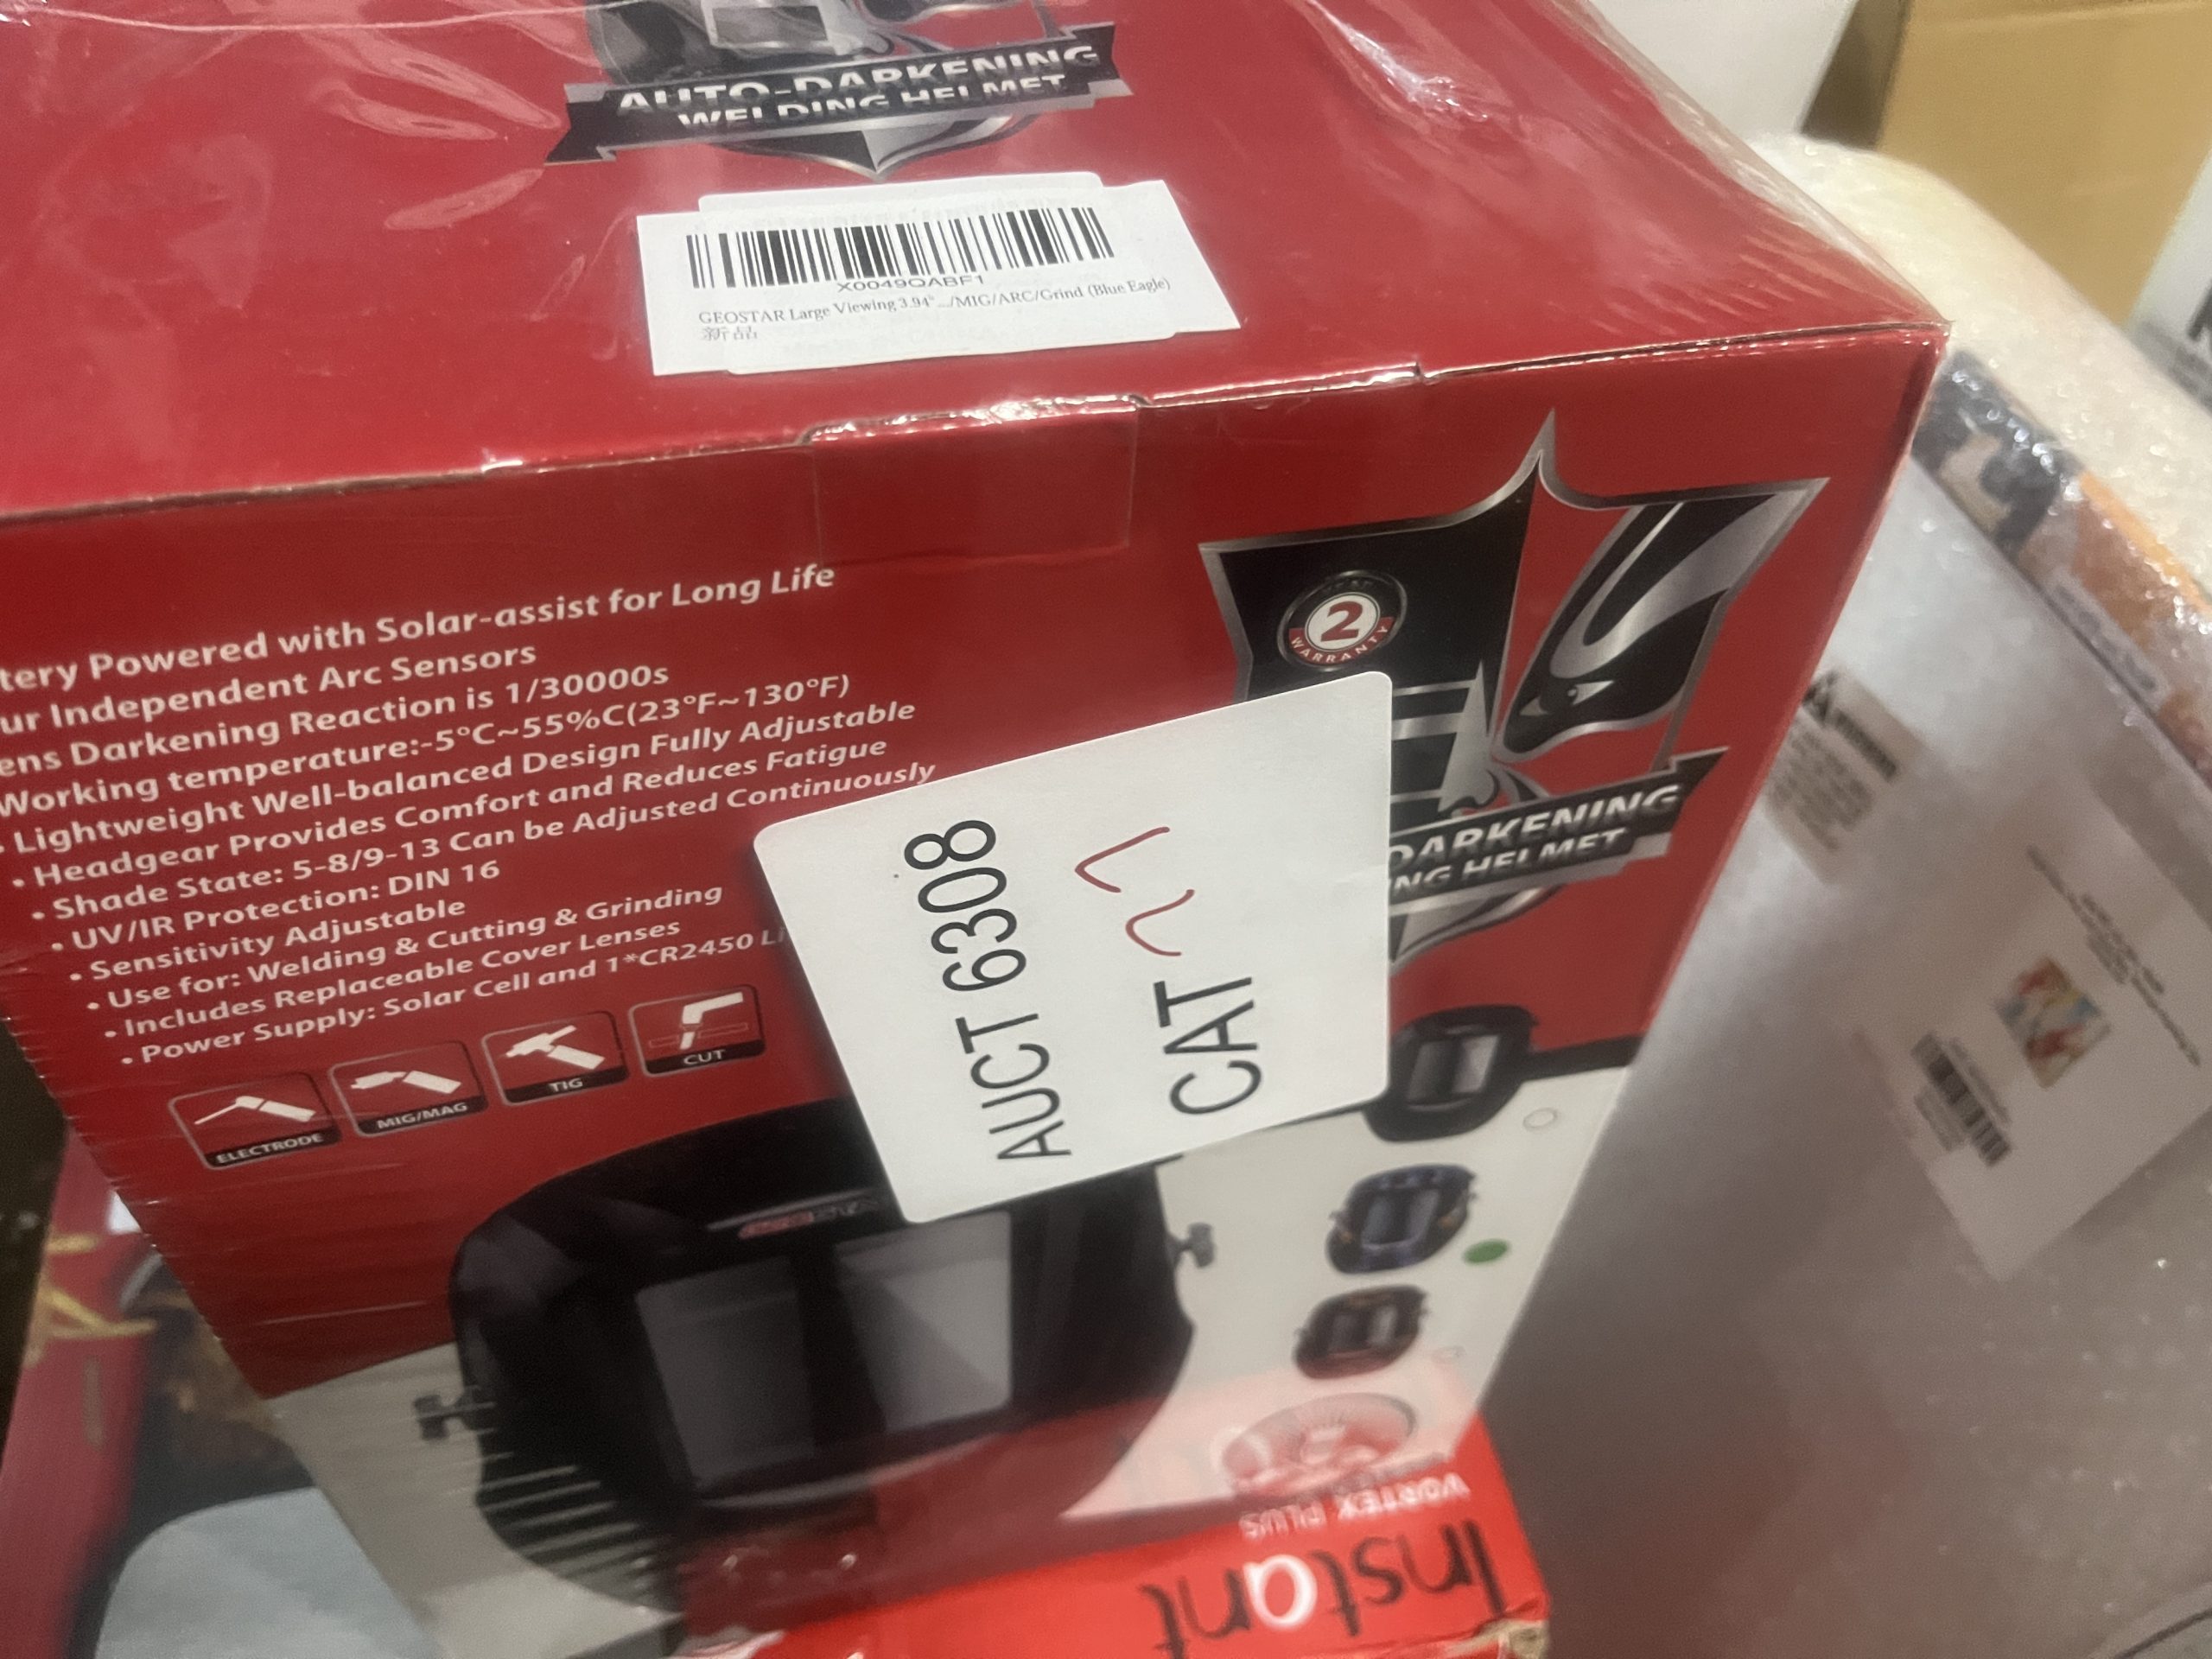 AUTO-DARKENING
WELDING HELMET
X0049QABF1
GEOSTAR Large Viewing 3.94" .../MIG/ARC/Grind (Blue Eagle)
新品
tery Powered with Solar-assist for Long Life
ur Independent Arc Sensors
ens Darkening Reaction is 1/30000s
Working temperature:-5°C~55%C(23°F~130°F)
• Lightweight Well-balanced Design Fully Adjustable
• Headgear Provides Comfort and Reduces Fatigue
• Shade State: 5-8/9-13 Can be Adjusted Continuously
• UV/IR Protection: DIN 16
• Sensitivity Adjustable
• Use for: Welding & Cutting & Grinding
• Includes Replaceable Cover Lenses
• Power Supply: Solar Cell and 1*CR2450 Li
ELECTRODE
MIG/MAG
TIG
CUT
YEAR
2
WARRANTY
DARKENING
NG HELMET
AUCT 6308
CAT
VORTEX PLUS
Instant